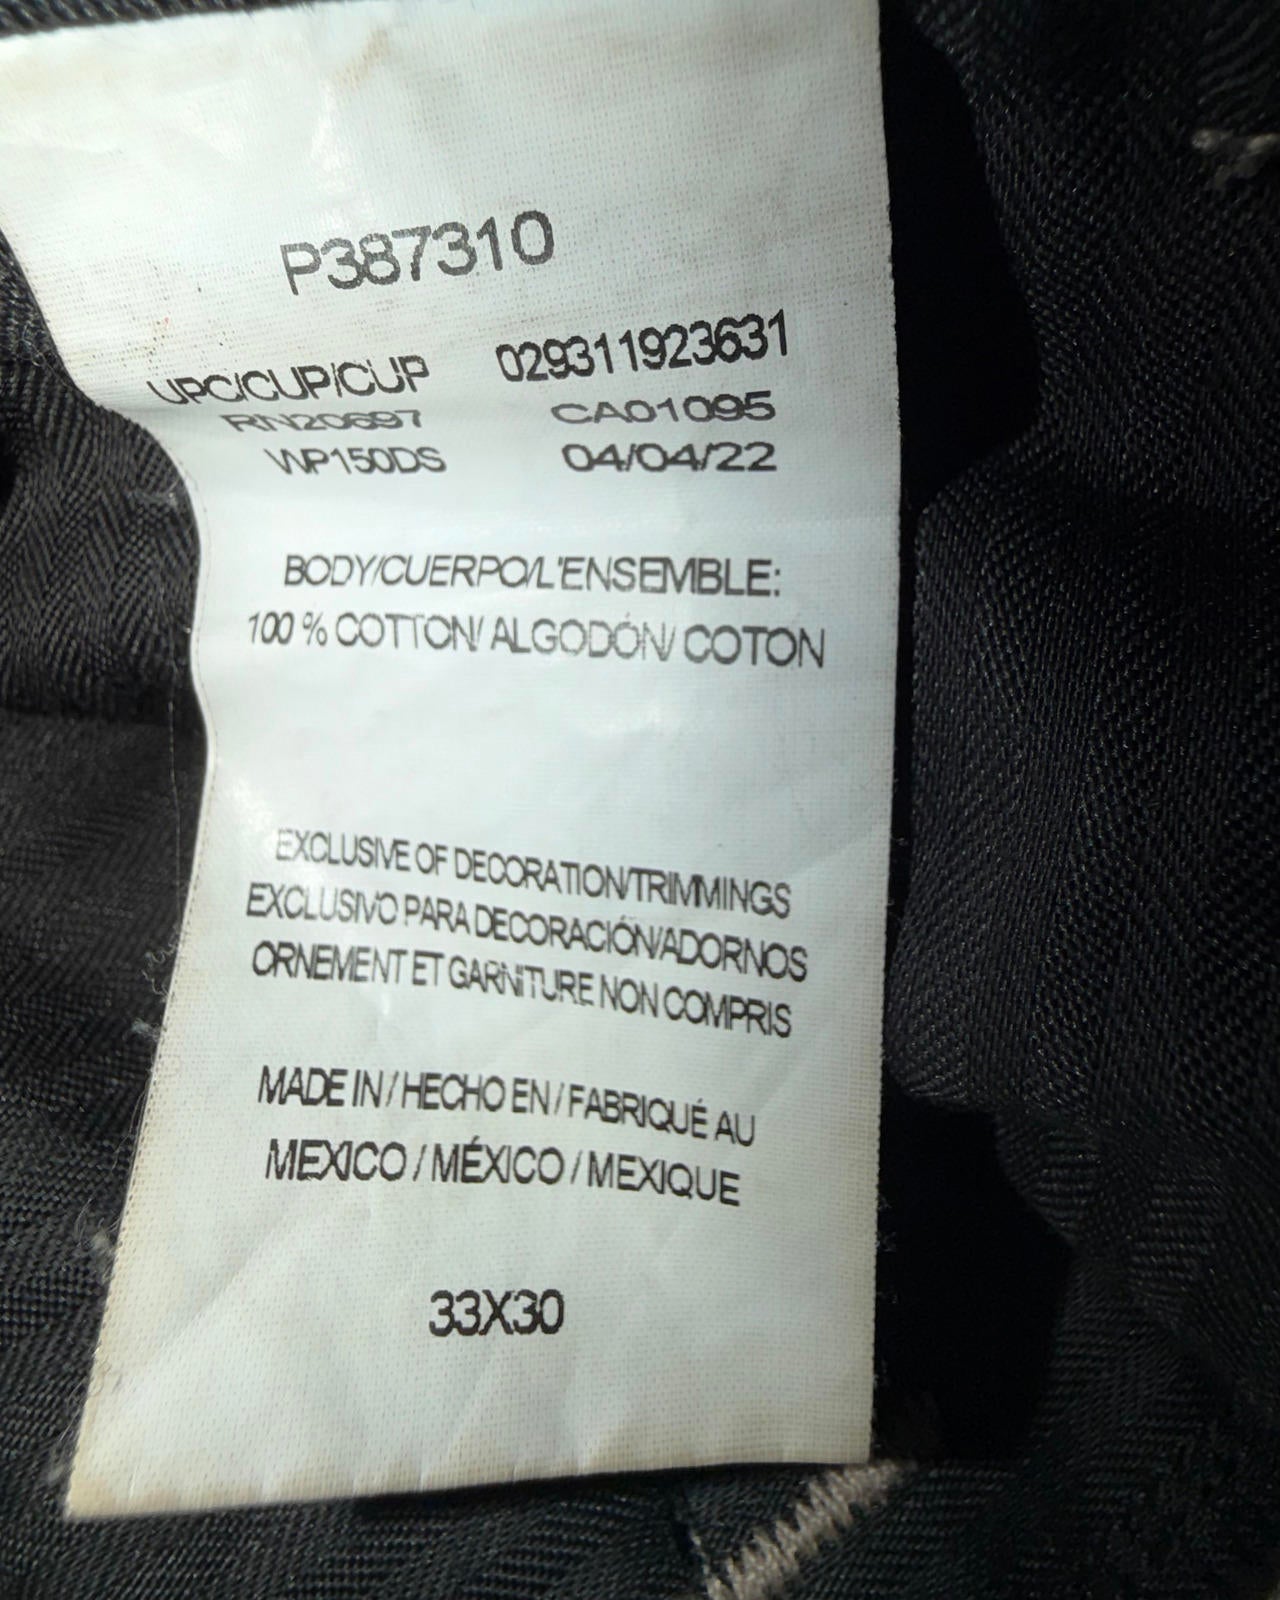 P387310
UPC/CUP/CUP 029311923631
RN20697 CA01095
WP150DS 04/04/22
BODY/CUERPO/L'ENSEMBLE:
100 % COTTON/ ALGODÓN/ COTON
EXCLUSIVE OF DECORATION/TRIMMINGS
EXCLUSIVO PARA DECORACIÓN/ADORNOS
ORNEMENT ET GARNITURE NON COMPRIS
MADE IN / HECHO EN / FABRIQUÉ AU
MEXICO / MÉXICO / MEXIQUE
33X30